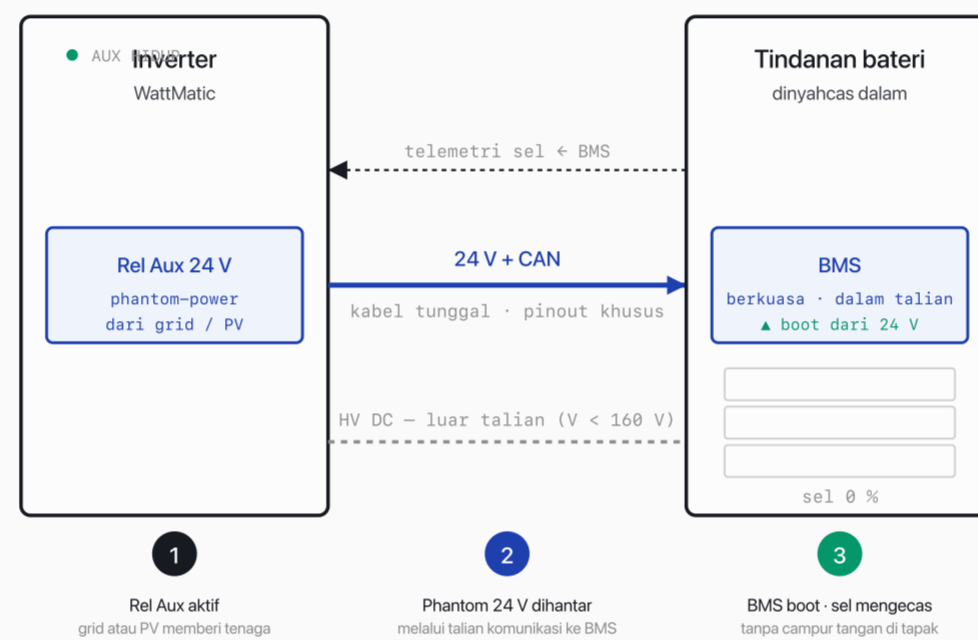 AUX HIDUP
Inverter
WattMatic
Tindanan bateri
dinyahcas dalam
telemetri sel ← BMS
Rel Aux 24 V
phantom-power
dari grid / PV
24 V + CAN
kabel tunggal · pinout khusus
BMS
berkuasa · dalam talian
▲ boot dari 24 V
HV DC — luar talian (V < 160 V)
sel 0 %
1
Rel Aux aktif
grid atau PV memberi tenaga
2
Phantom 24 V dihantar
melalui talian komunikasi ke BMS
3
BMS boot · sel mengecas
tanpa campur tangan di tapak